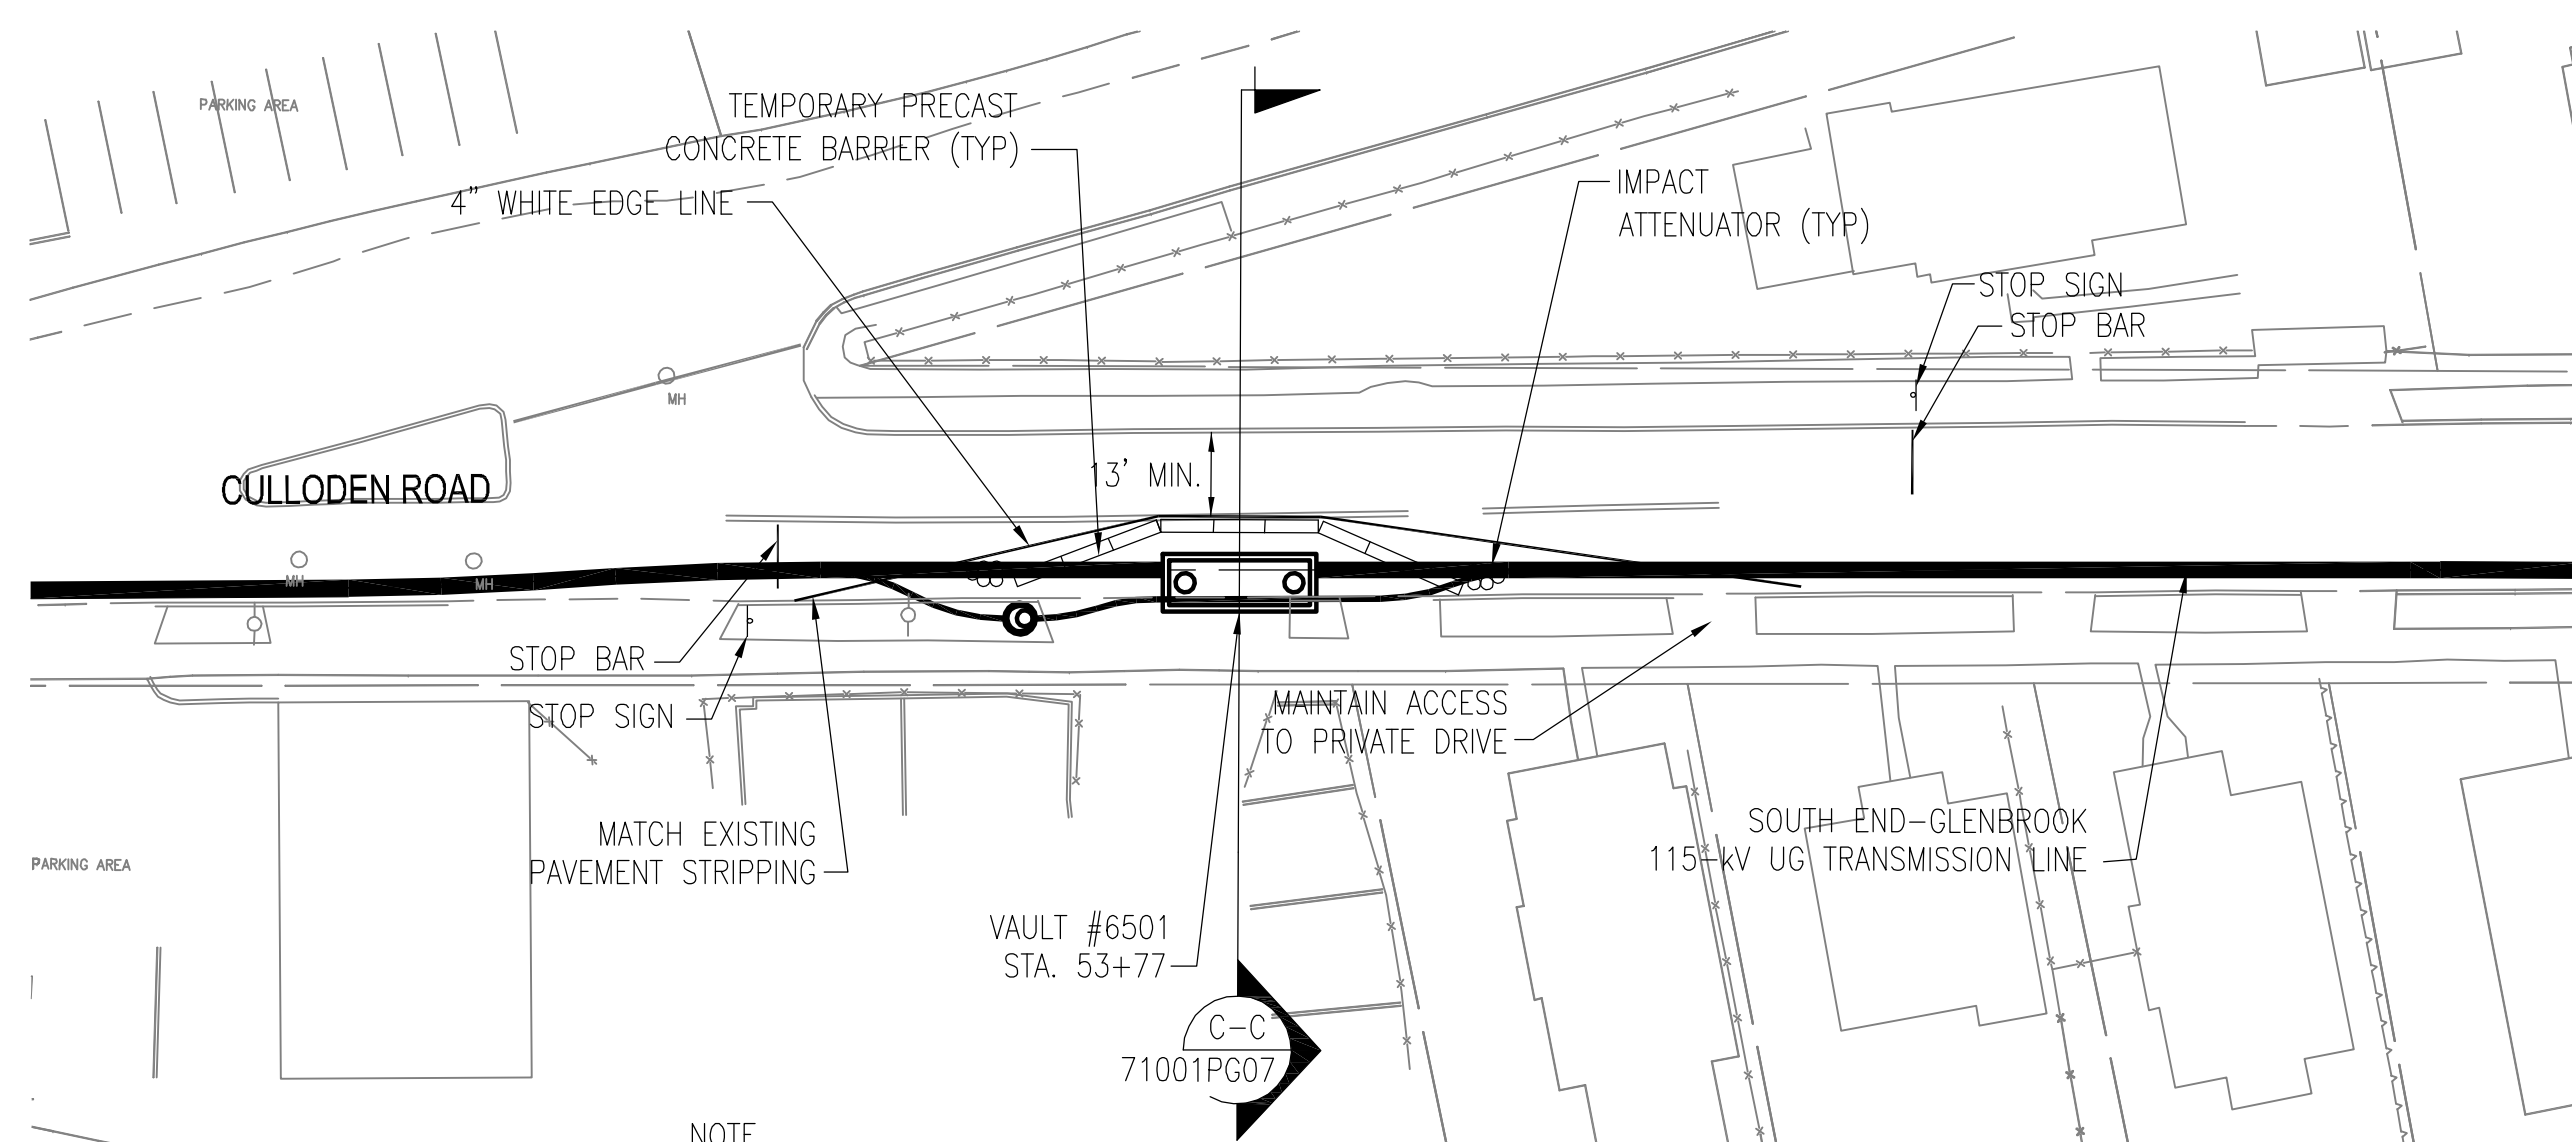 PARKING AREA
TEMPORARY PRECAST
CONCRETE BARRIER (TYP)
4" WHITE EDGE LINE
IMPACT
ATTENUATOR (TYP)
STOP SIGN
STOP BAR
MH
CULLODEN ROAD
13' MIN.
MH
MH
STOP BAR
STOP SIGN
MAINTAIN ACCESS
TO PRIVATE DRIVE
MATCH EXISTING
PAVEMENT STRIPPING
SOUTH END-GLENBROOK
115-kV UG TRANSMISSION LINE
PARKING AREA
VAULT #6501
STA. 53+77
C-C
71001PG07
NOTE